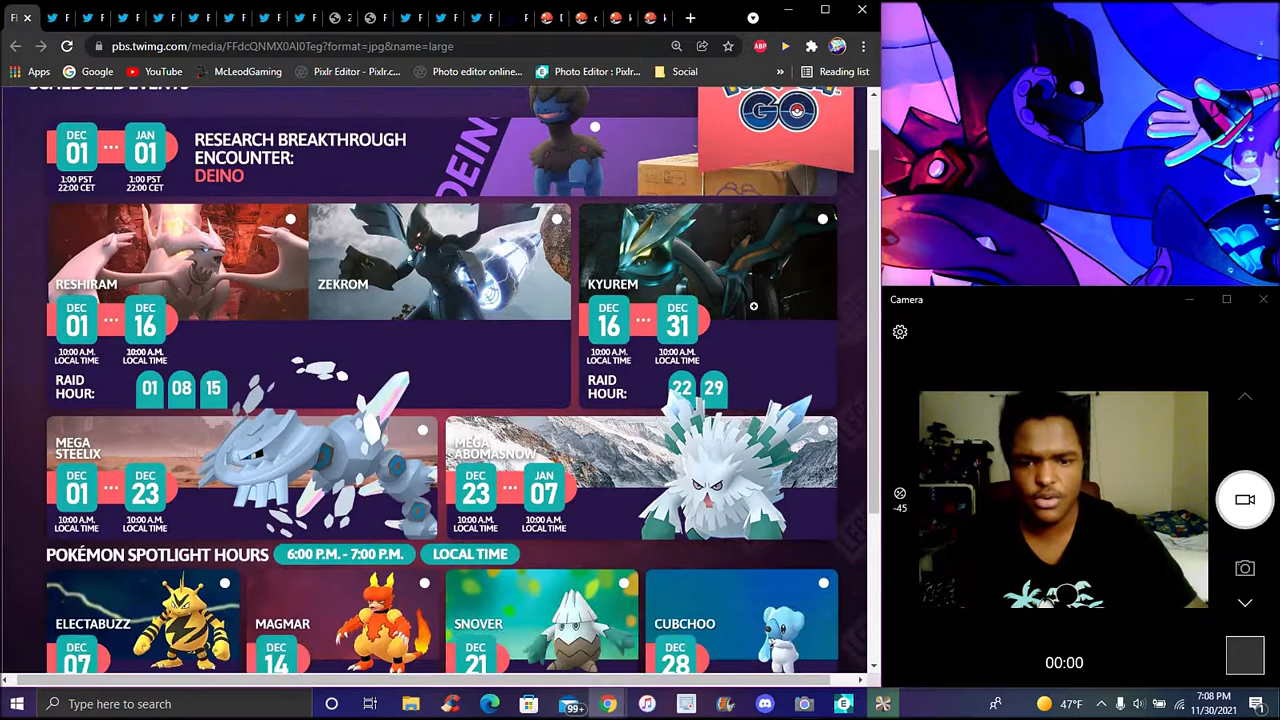 pbs.twimg.com/media/FFdcQNMX0AI0Teg?format=jpg&name=large
ABP
Apps
Google
YouTube
McLeodGaming
Pixlr Editor - Pixlr.c...
Photo editor online...
Photo Editor : Pixlr...
Social
»
Reading list
SCHEDULED EVENTS
GO
DEC
01
JAN
01
1:00 PST
22:00 CET
1:00 PST
22:00 CET
RESEARCH BREAKTHROUGH
ENCOUNTER:
DEINO
DEINO
RESHIRAM
ZEKROM
DEC
01
DEC
16
10:00 A.M.
LOCAL TIME
10:00 A.M.
LOCAL TIME
RAID
HOUR:
01
08
15
KYUREM
DEC
16
DEC
31
10:00 A.M.
LOCAL TIME
10:00 A.M.
LOCAL TIME
RAID
HOUR:
22
29
MEGA
STEELIX
DEC
01
DEC
23
10:00 A.M.
LOCAL TIME
10:00 A.M.
LOCAL TIME
MEGA
ABOMASNOW
DEC
23
JAN
07
10:00 A.M.
LOCAL TIME
10:00 A.M.
LOCAL TIME
POKÉMON SPOTLIGHT HOURS
6:00 P.M. - 7:00 P.M.
LOCAL TIME
ELECTABUZZ
DEC
07
MAGMAR
DEC
14
SNOVER
DEC
21
CUBCHOO
DEC
28
Camera
-45
00:00
Type here to search
99+
47°F
7:08 PM
11/30/2021